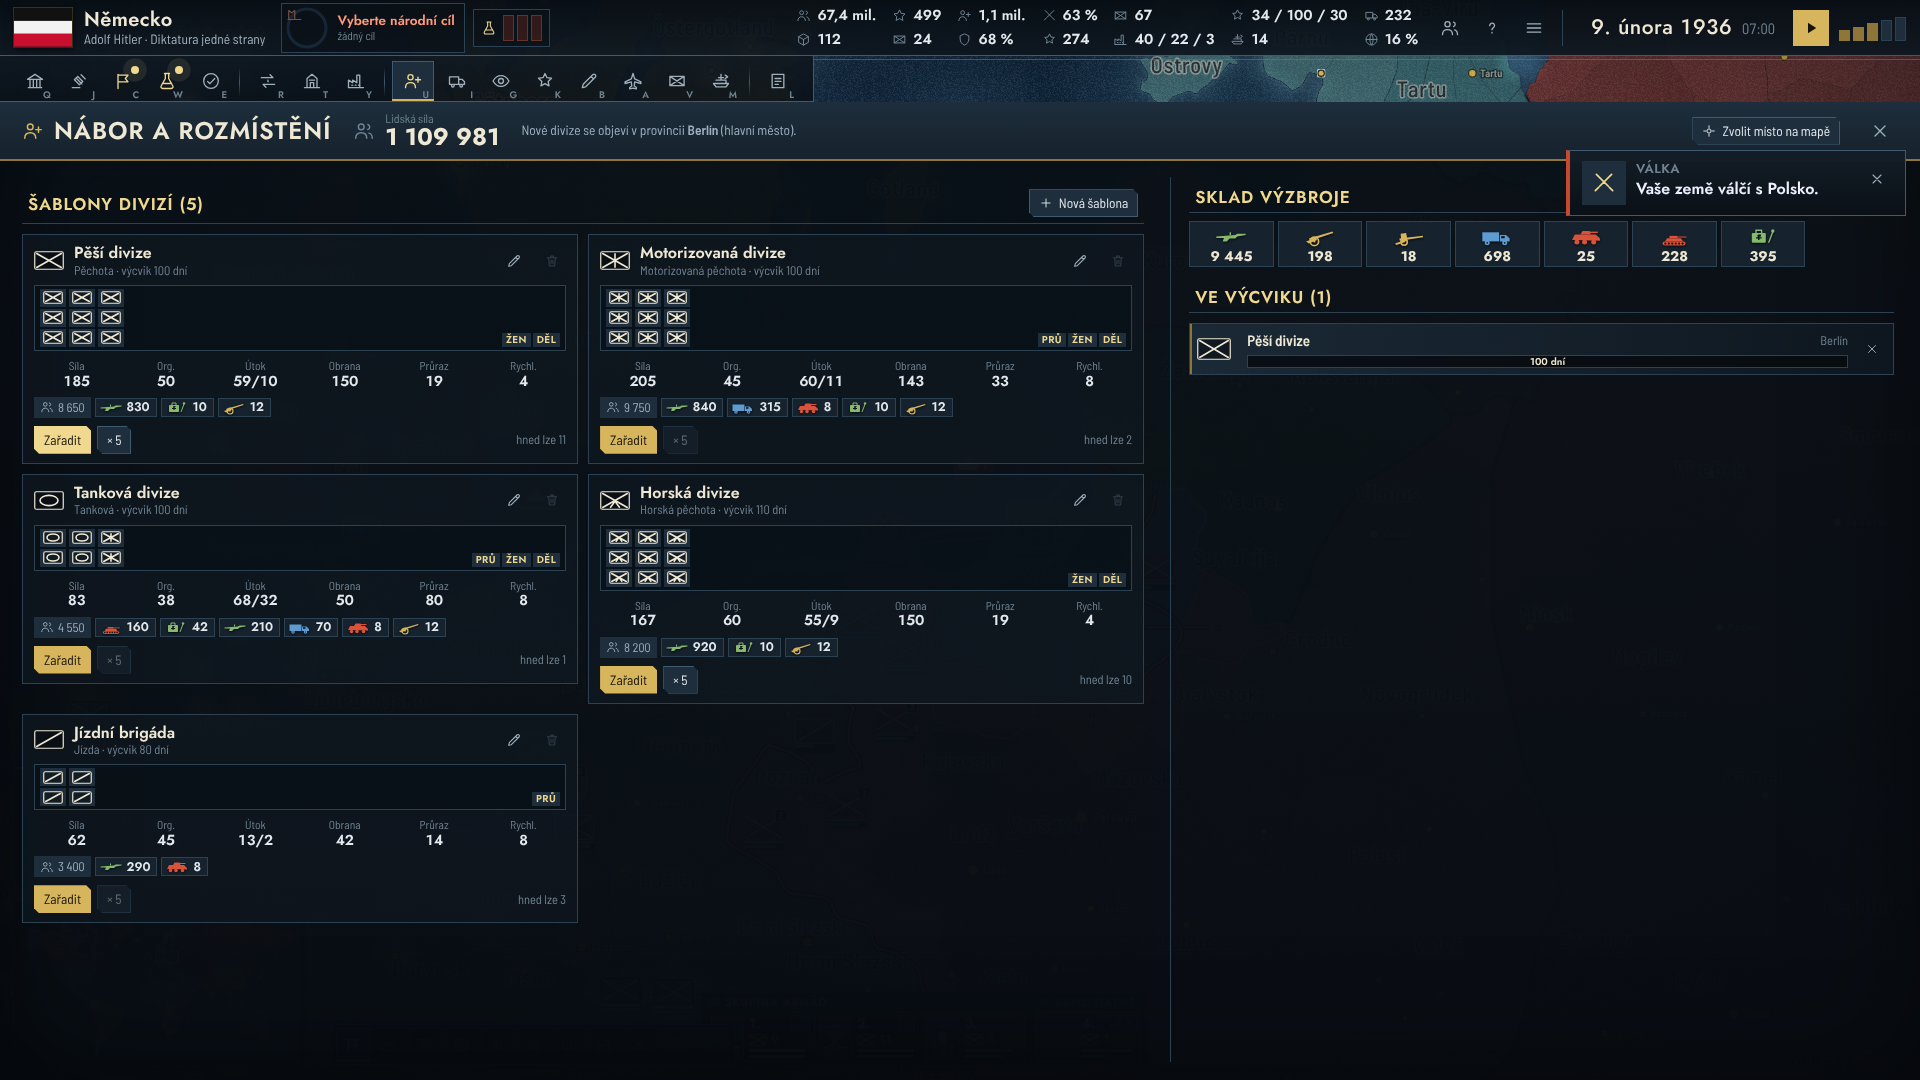 Německo
Adolf Hitler · Diktatura jedné strany
Vyberte národní cíl
žádný cíl
67,4 mil. 499 1,1 mil. 63 % 67 34 / 100 / 30 232
112 24 68 % 274 40 / 22 / 3 14 16 %
?
9. února 1936 07:00
Q J C W E R T Y U I G K B A V M L
Ostrovy
Tartu
Tartu
NÁBOR A ROZMÍSTĚNÍ
Lidská síla
1 109 981
Nové divize se objeví v provincii Berlín (hlavní město).
Zvolit místo na mapě
VÁLKA
Vaše země válčí s Polsko.
ŠABLONY DIVIZÍ (5)
Nová šablona
Pěší divize
Pěchota · výcvik 100 dní
ŽEN DĚL
Síla Org. Útok Obrana Průraz Rychl.
185 50 59/10 150 19 4
8 650 830 10 12
Zařadit × 5 hned lze 11
Motorizovaná divize
Motorizovaná pěchota · výcvik 100 dní
PRŮ ŽEN DĚL
Síla Org. Útok Obrana Průraz Rychl.
205 45 60/11 143 33 8
9 750 840 315 8 10 12
Zařadit × 5 hned lze 2
Tanková divize
Tanková · výcvik 100 dní
PRŮ ŽEN DĚL
Síla Org. Útok Obrana Průraz Rychl.
83 38 68/32 50 80 8
4 550 160 42 210 70 8 12
Zařadit × 5 hned lze 1
Horská divize
Horská pěchota · výcvik 110 dní
ŽEN DĚL
Síla Org. Útok Obrana Průraz Rychl.
167 60 55/9 150 19 4
8 200 920 10 12
Zařadit × 5 hned lze 10
Jízdní brigáda
Jízda · výcvik 80 dní
PRŮ
Síla Org. Útok Obrana Průraz Rychl.
62 45 13/2 42 14 8
3 400 290 8
Zařadit × 5 hned lze 3
SKLAD VÝZBROJE
9 445 198 18 698 25 228 395
VE VÝCVIKU (1)
Pěší divize Berlín
100 dní